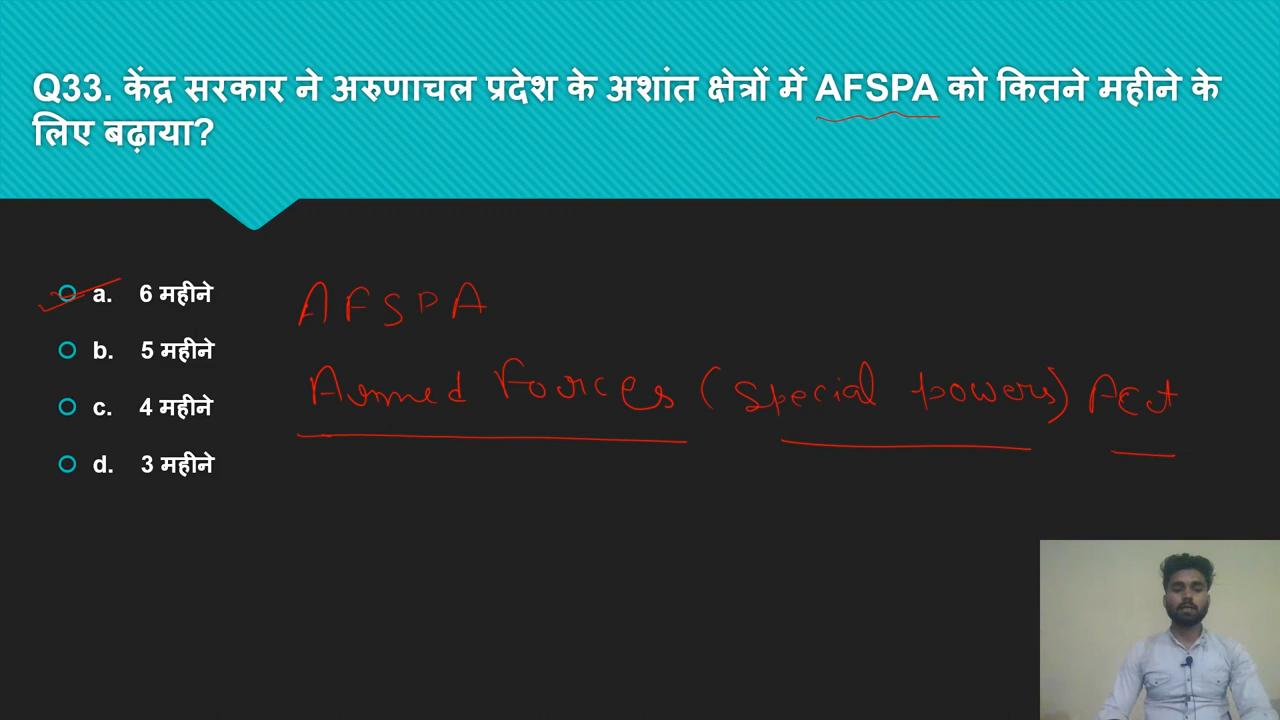 Q33. केंद्र सरकार ने अरुणाचल प्रदेश के अशांत क्षेत्रों में AFSPA को कितने महीने के
लिए बढ़ाया?
a. 6 महीने
b. 5 महीने
c. 4 महीने
d. 3 महीने
AFSPA
Armed Forces (Special powers) Act